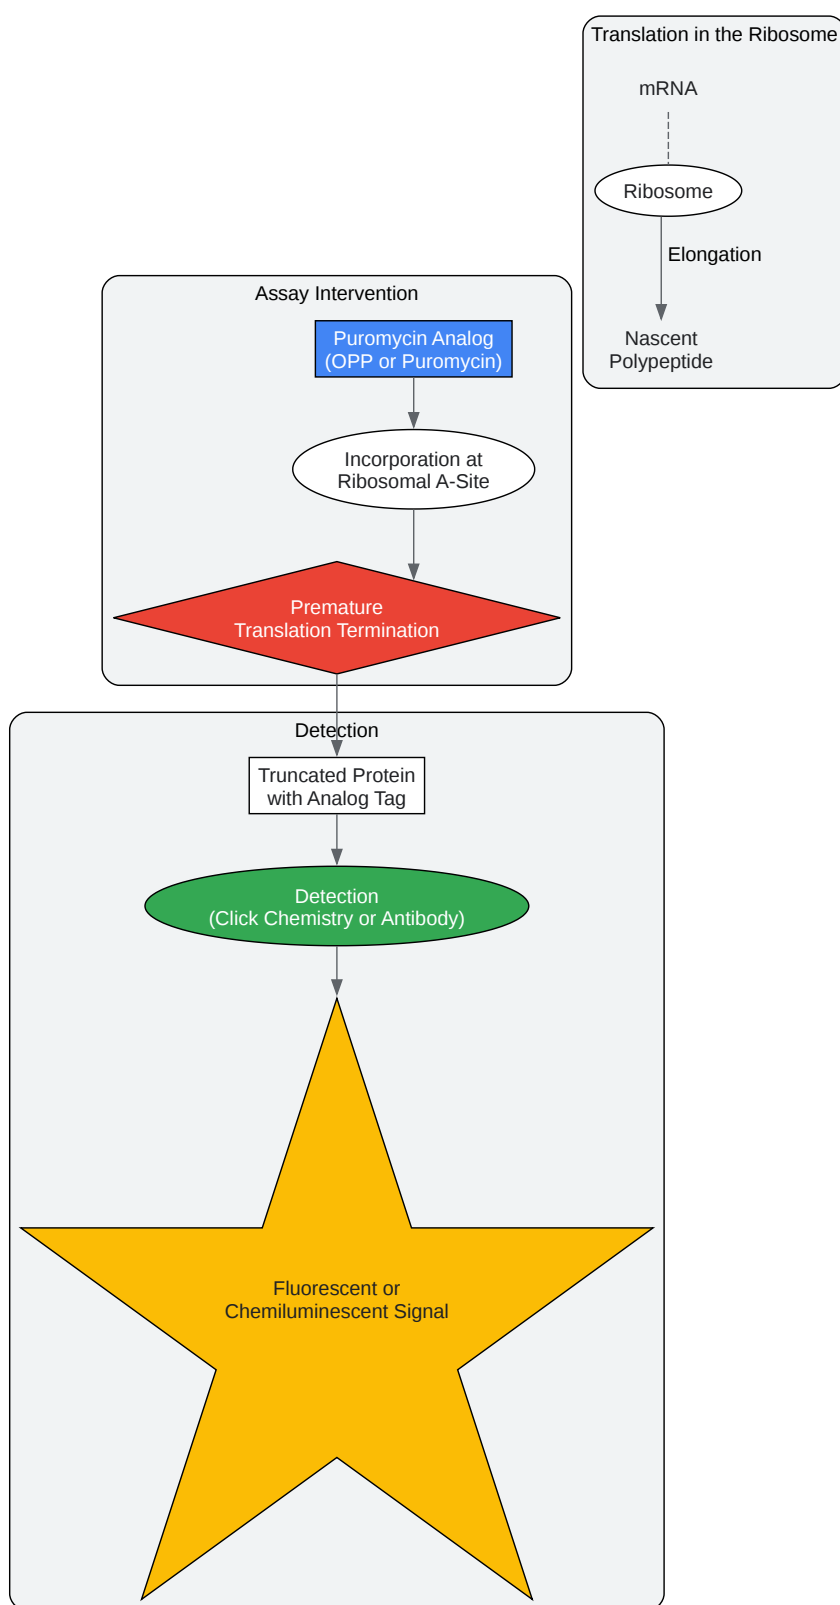 Translation in the Ribosome
mRNA
Ribosome
Elongation
Nascent
Polypeptide
Assay Intervention
Puromycin Analog
(OPP or Puromycin)
Incorporation at
Ribosomal A-Site
Premature
Translation Termination
Detection
Truncated Protein
with Analog Tag
Detection
(Click Chemistry or Antibody)
Fluorescent or
Chemiluminescent Signal